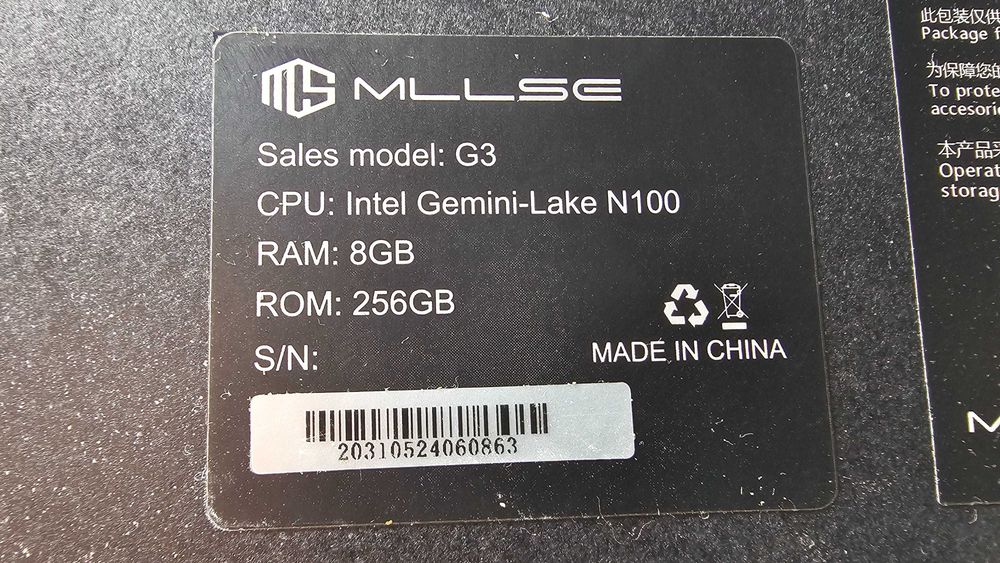 MLLSE
Sales model: G3
CPU: Intel Gemini-Lake N100
RAM: 8GB
ROM: 256GB
S/N:
MADE IN CHINA
20310524060863
此包装仅供
Package f
为保障您的
To prote
accesorie
本产品采
Operat
storag
M